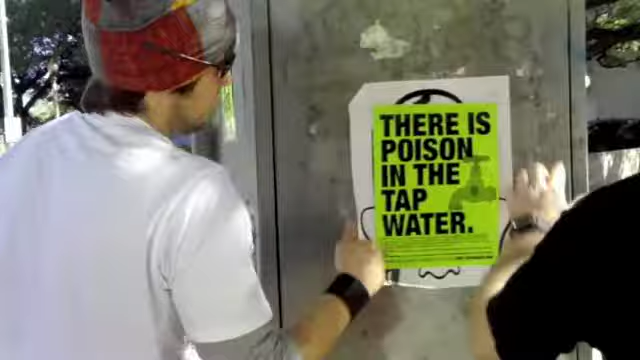 THERE IS
POISON
IN THE
TAP
WATER.